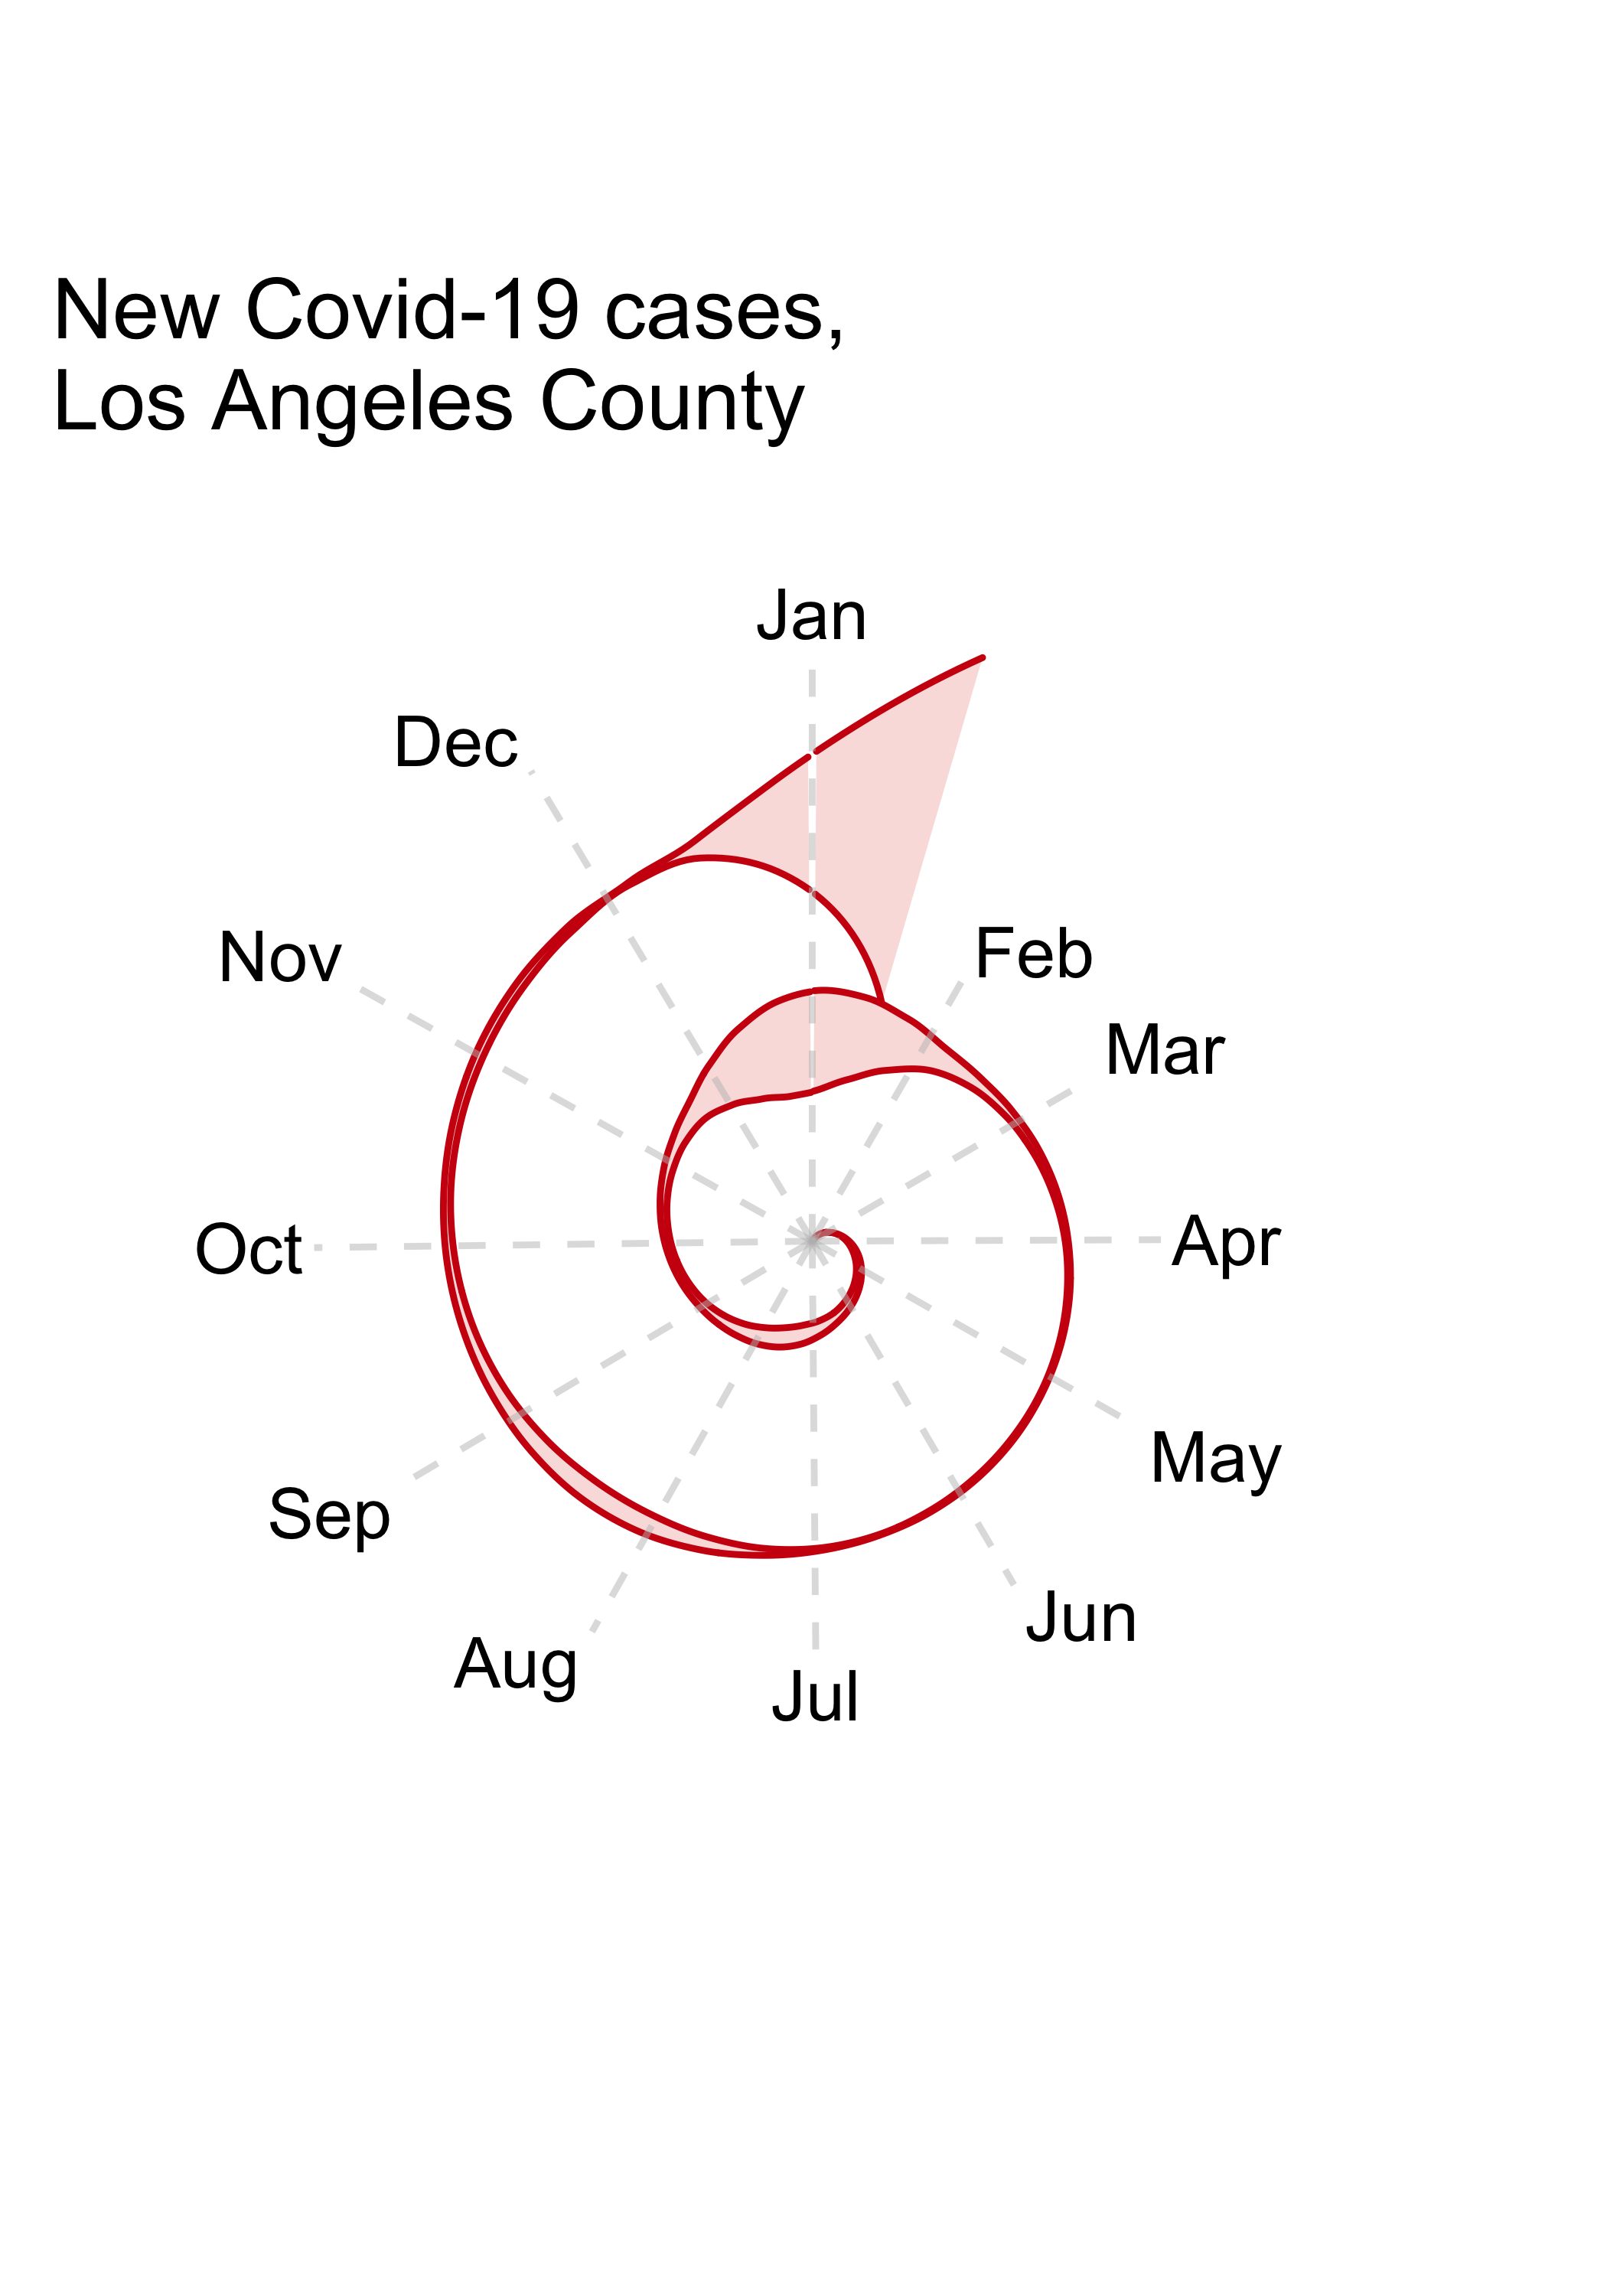 New Covid-19 cases,
Los Angeles County
Jan
Dec
Feb
Nov
Mar
Apr
Oct
May
Sep
Jun
Aug
Jul